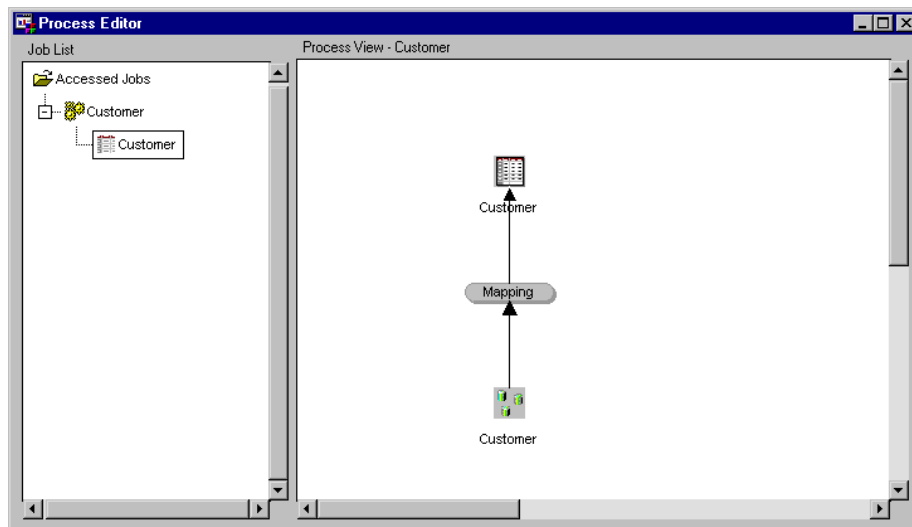 Process Editor
Job List
Accessed Jobs
Customer
Customer
Process View - Customer
Customer
Mapping
Customer